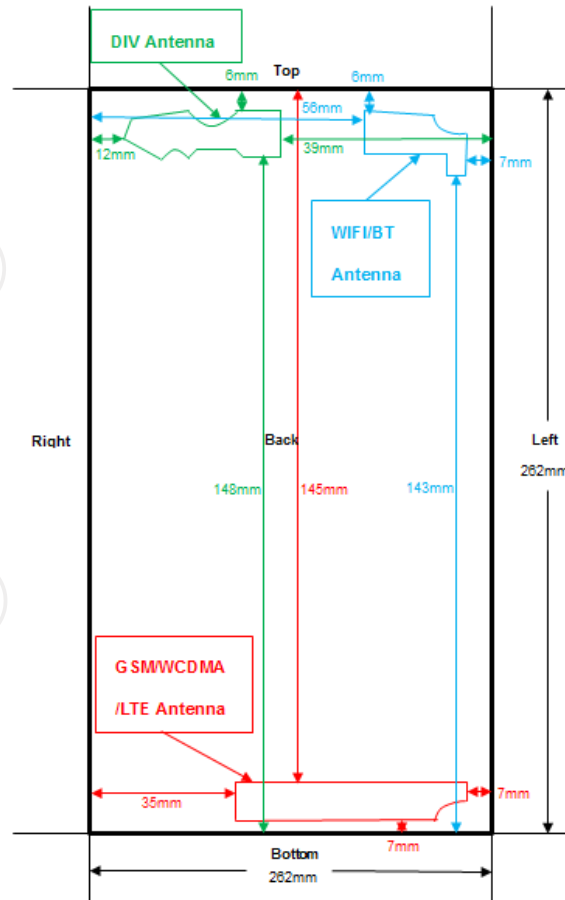 DIV Antenna
Top
6mm
6mm
56mm
12mm
39mm
7mm
WIFI/BT
Antenna
Right
Back
Left
262mm
148mm
145mm
143mm
GSM/WCDMA
/LTE Antenna
35mm
7mm
7mm
Bottom
262mm